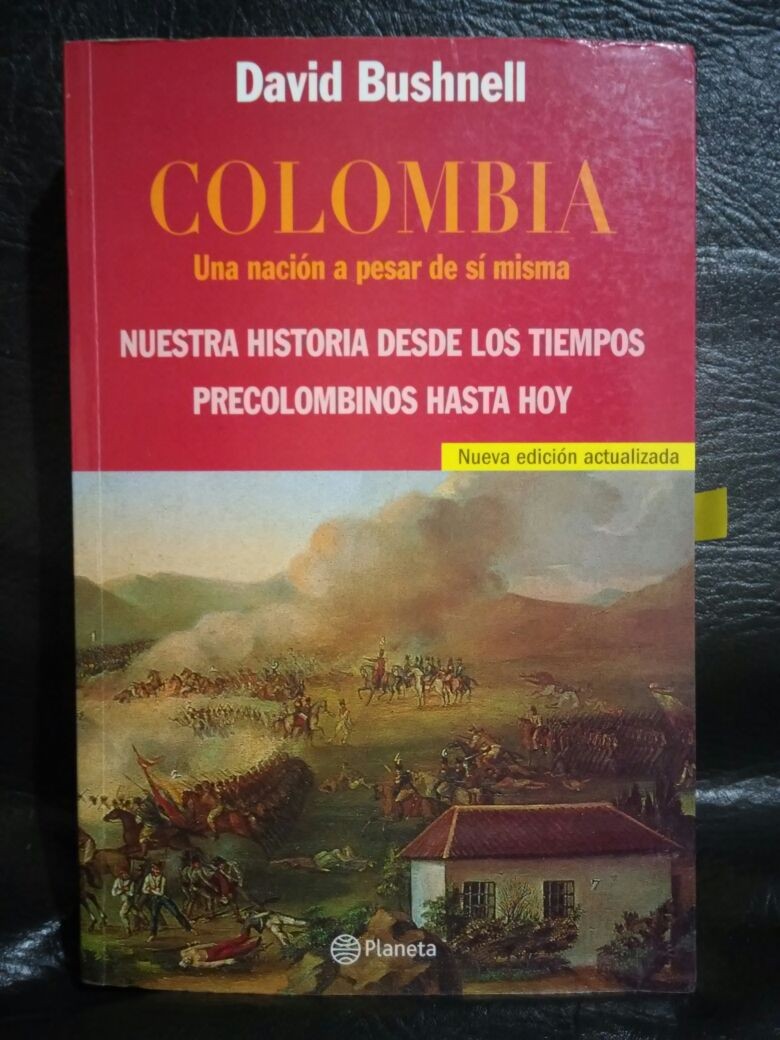 David Bushnell
COLOMBIA
Una nación a pesar de sí misma
NUESTRA HISTORIA DESDE LOS TIEMPOS
PRECOLOMBINOS HASTA HOY
Nueva edición actualizada
Planeta